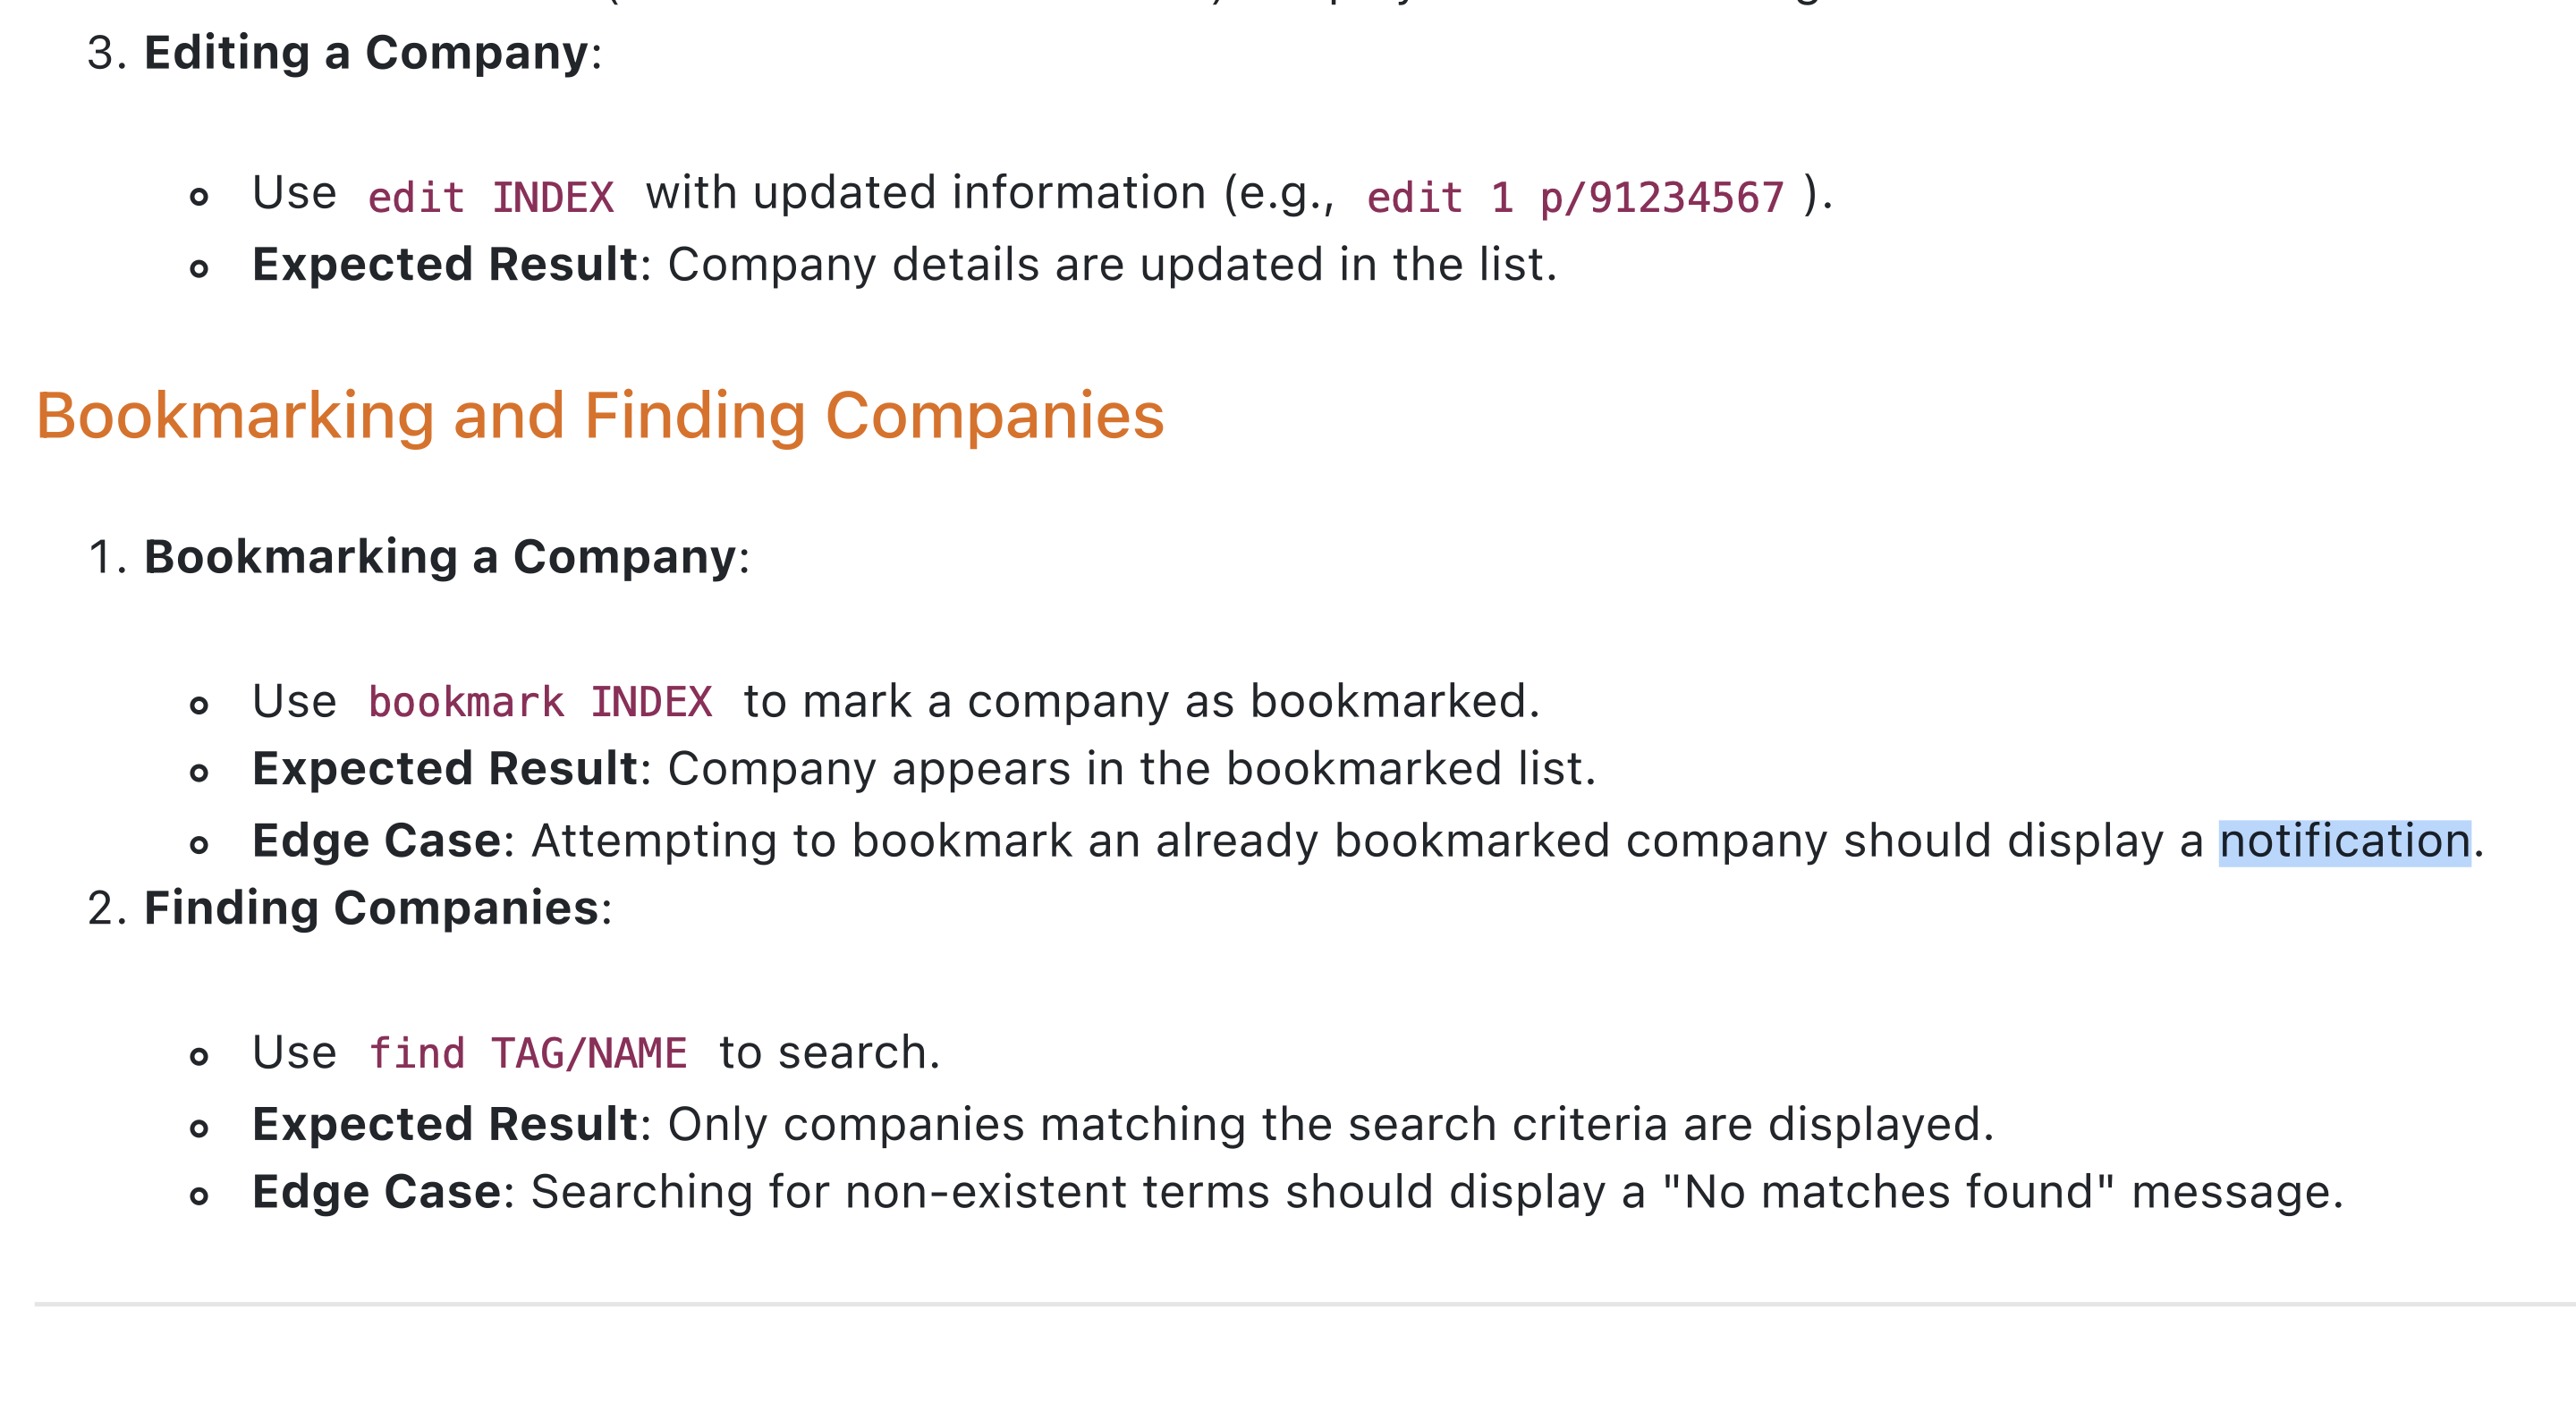 3. Editing a Company:
Use edit INDEX with updated information (e.g., edit 1 p/91234567 ).
Expected Result: Company details are updated in the list.
Bookmarking and Finding Companies
1. Bookmarking a Company:
Use bookmark INDEX to mark a company as bookmarked.
Expected Result: Company appears in the bookmarked list.
Edge Case: Attempting to bookmark an already bookmarked company should display a notification.
2. Finding Companies:
Use find TAG/NAME to search.
Expected Result: Only companies matching the search criteria are displayed.
Edge Case: Searching for non-existent terms should display a "No matches found" message.